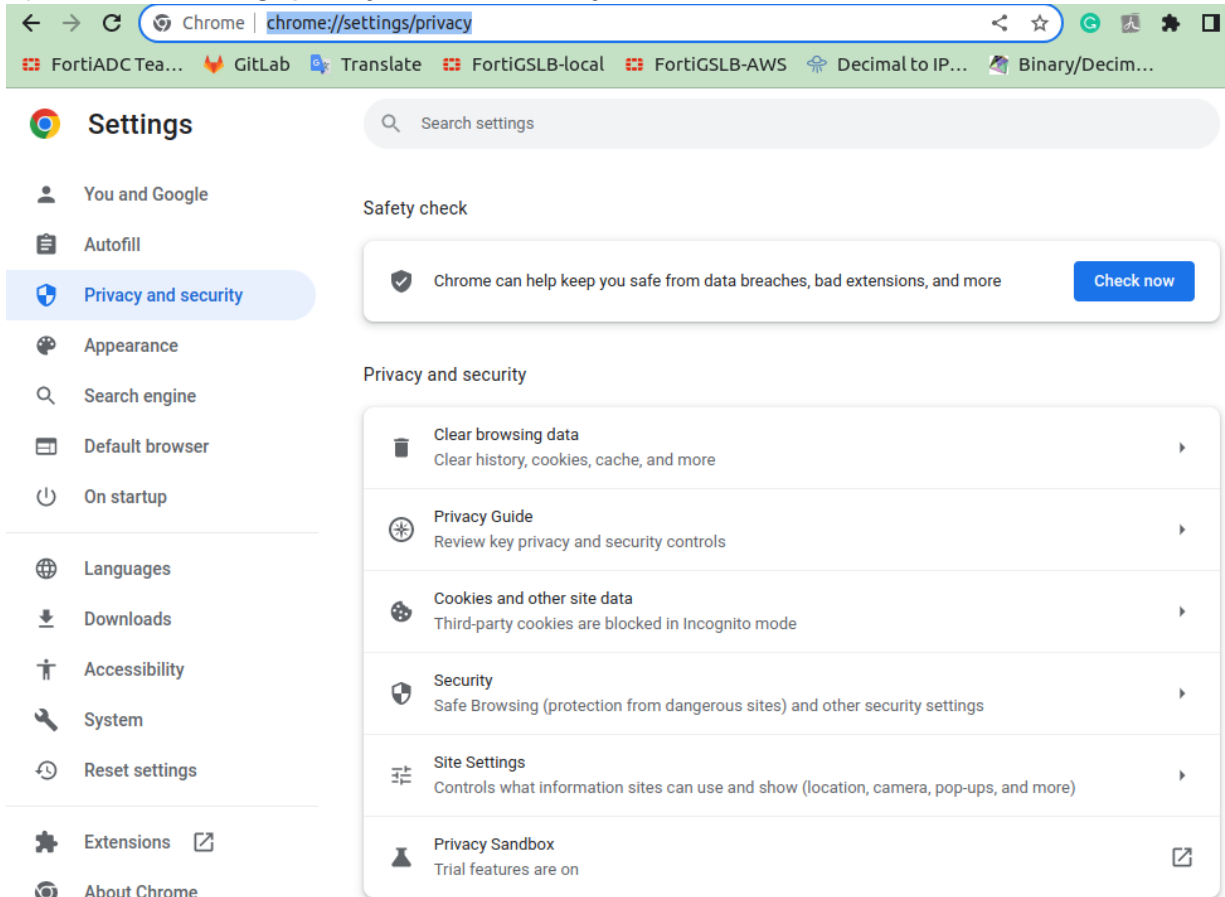 Chrome | chrome://settings/privacy
FortiADC Tea... GitLab Translate FortiGSLB-local FortiGSLB-AWS Decimal to IP... Binary/Decim...
Settings
Search settings
You and Google
Autofill
Privacy and security
Appearance
Search engine
Default browser
On startup
Languages
Downloads
Accessibility
System
Reset settings
Extensions
About Chrome
Safety check
Chrome can help keep you safe from data breaches, bad extensions, and more
Check now
Privacy and security
Clear browsing data
Clear history, cookies, cache, and more
Privacy Guide
Review key privacy and security controls
Cookies and other site data
Third-party cookies are blocked in Incognito mode
Security
Safe Browsing (protection from dangerous sites) and other security settings
Site Settings
Controls what information sites can use and show (location, camera, pop-ups, and more)
Privacy Sandbox
Trial features are on